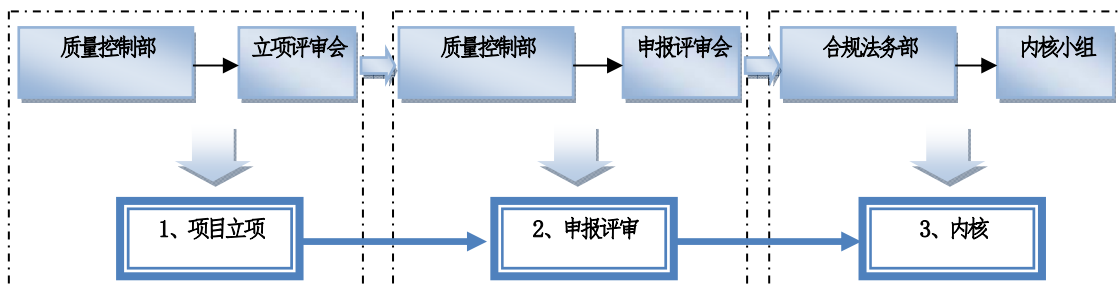 质量控制部
立项评审会
质量控制部
申报评审会
合规法务部
内核小组
1、项目立项
2、申报评审
3、内核